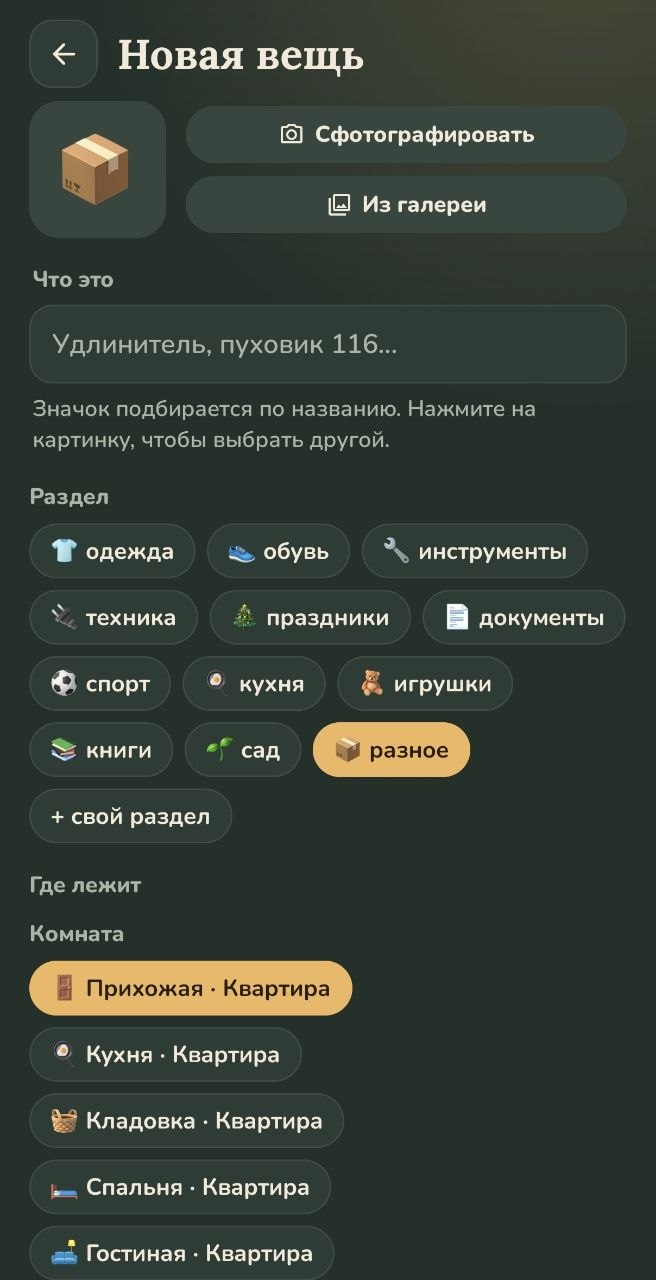 Новая вещь
Сфотографировать
Из галереи
Что это
Удлинитель, пуховик 116...
Значок подбирается по названию. Нажмите на
картинку, чтобы выбрать другой.
Раздел
одежда обувь инструменты
техника праздники документы
спорт кухня игрушки
книги сад разное
+ свой раздел
Где лежит
Комната
Прихожая · Квартира
Кухня · Квартира
Кладовка · Квартира
Спальня · Квартира
Гостиная · Квартира